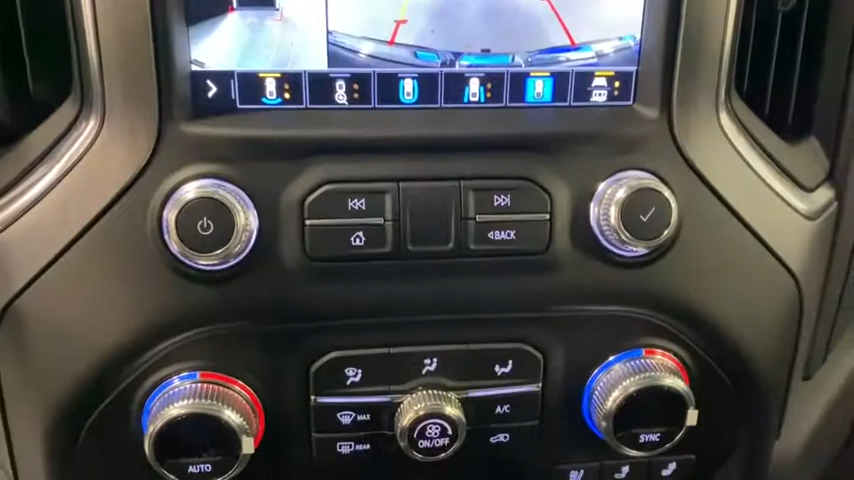 BACK
MAX
REAR
ON/OFF
A/C
AUTO
SYNC